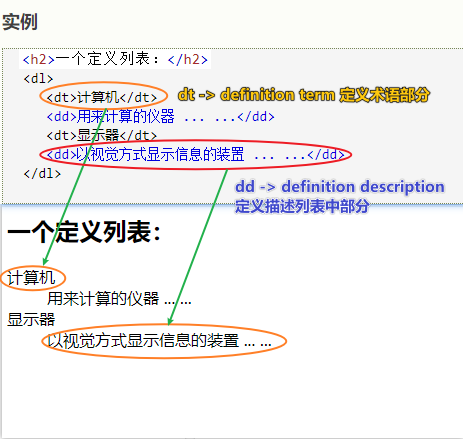 实例
<h2>一个定义列表：</h2>
<dl>
<dt>计算机</dt>
dt -> definition term 定义术语部分
<dd>用来计算的仪器 ... ...</dd>
<dt>显示器</dt>
<dd>以视觉方式显示信息的装置 ... ...</dd>
</dl>
dd -> definition description
定义描述列表中部分
一个定义列表：
计算机
用来计算的仪器 ... ...
显示器
以视觉方式显示信息的装置 ... ...